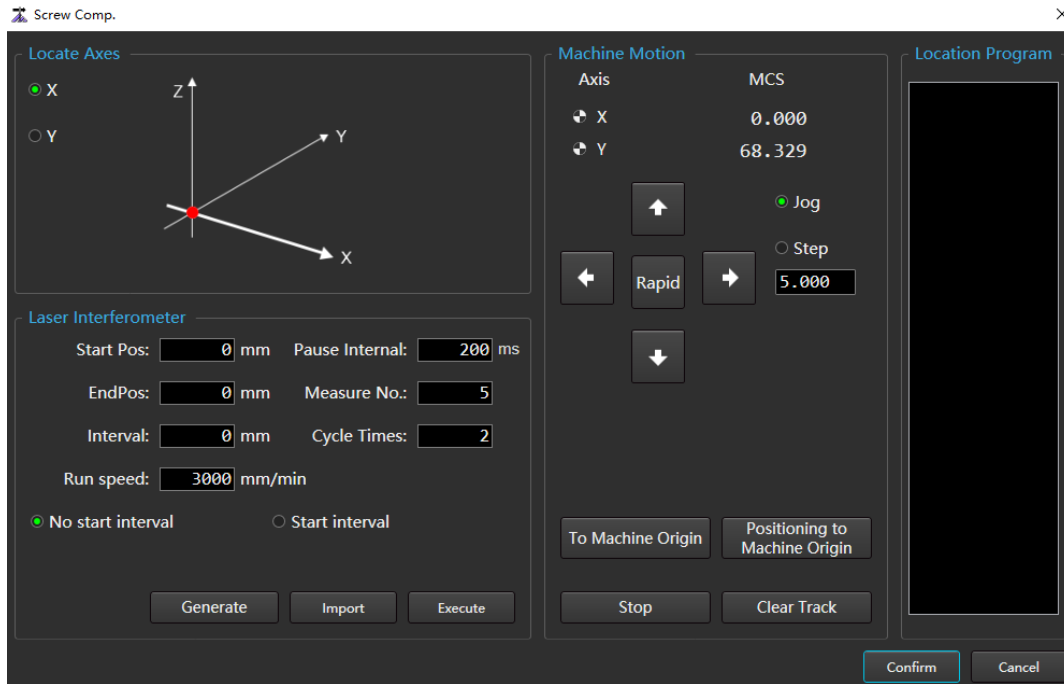 Screw Comp.
Locate Axes
X
Y
Z
Y
X
Laser Interferometer
Start Pos: 0 mm Pause Internal: 200 ms
EndPos: 0 mm Measure No.: 5
Interval: 0 mm Cycle Times: 2
Run speed: 3000 mm/min
No start interval Start interval
Generate Import Execute
Machine Motion
Axis MCS
X 0.000
Y 68.329
Jog
Step
Rapid 5.000
To Machine Origin
Positioning to
Machine Origin
Stop Clear Track
Location Program
Confirm Cancel